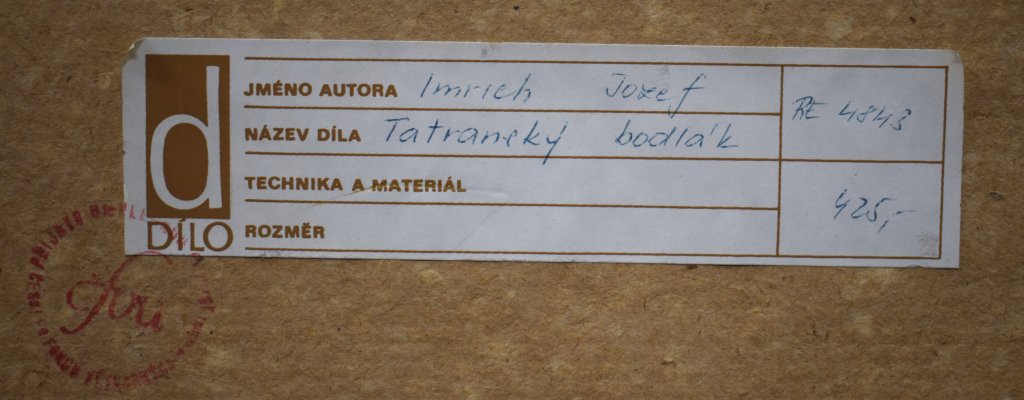 d
DÍLO
JMÉNO AUTORA Imrich Jozef
NÁZEV DÍLA Tatranský bodlák
TECHNIKA A MATERIÁL
ROZMĚR
RE 4843
425,-